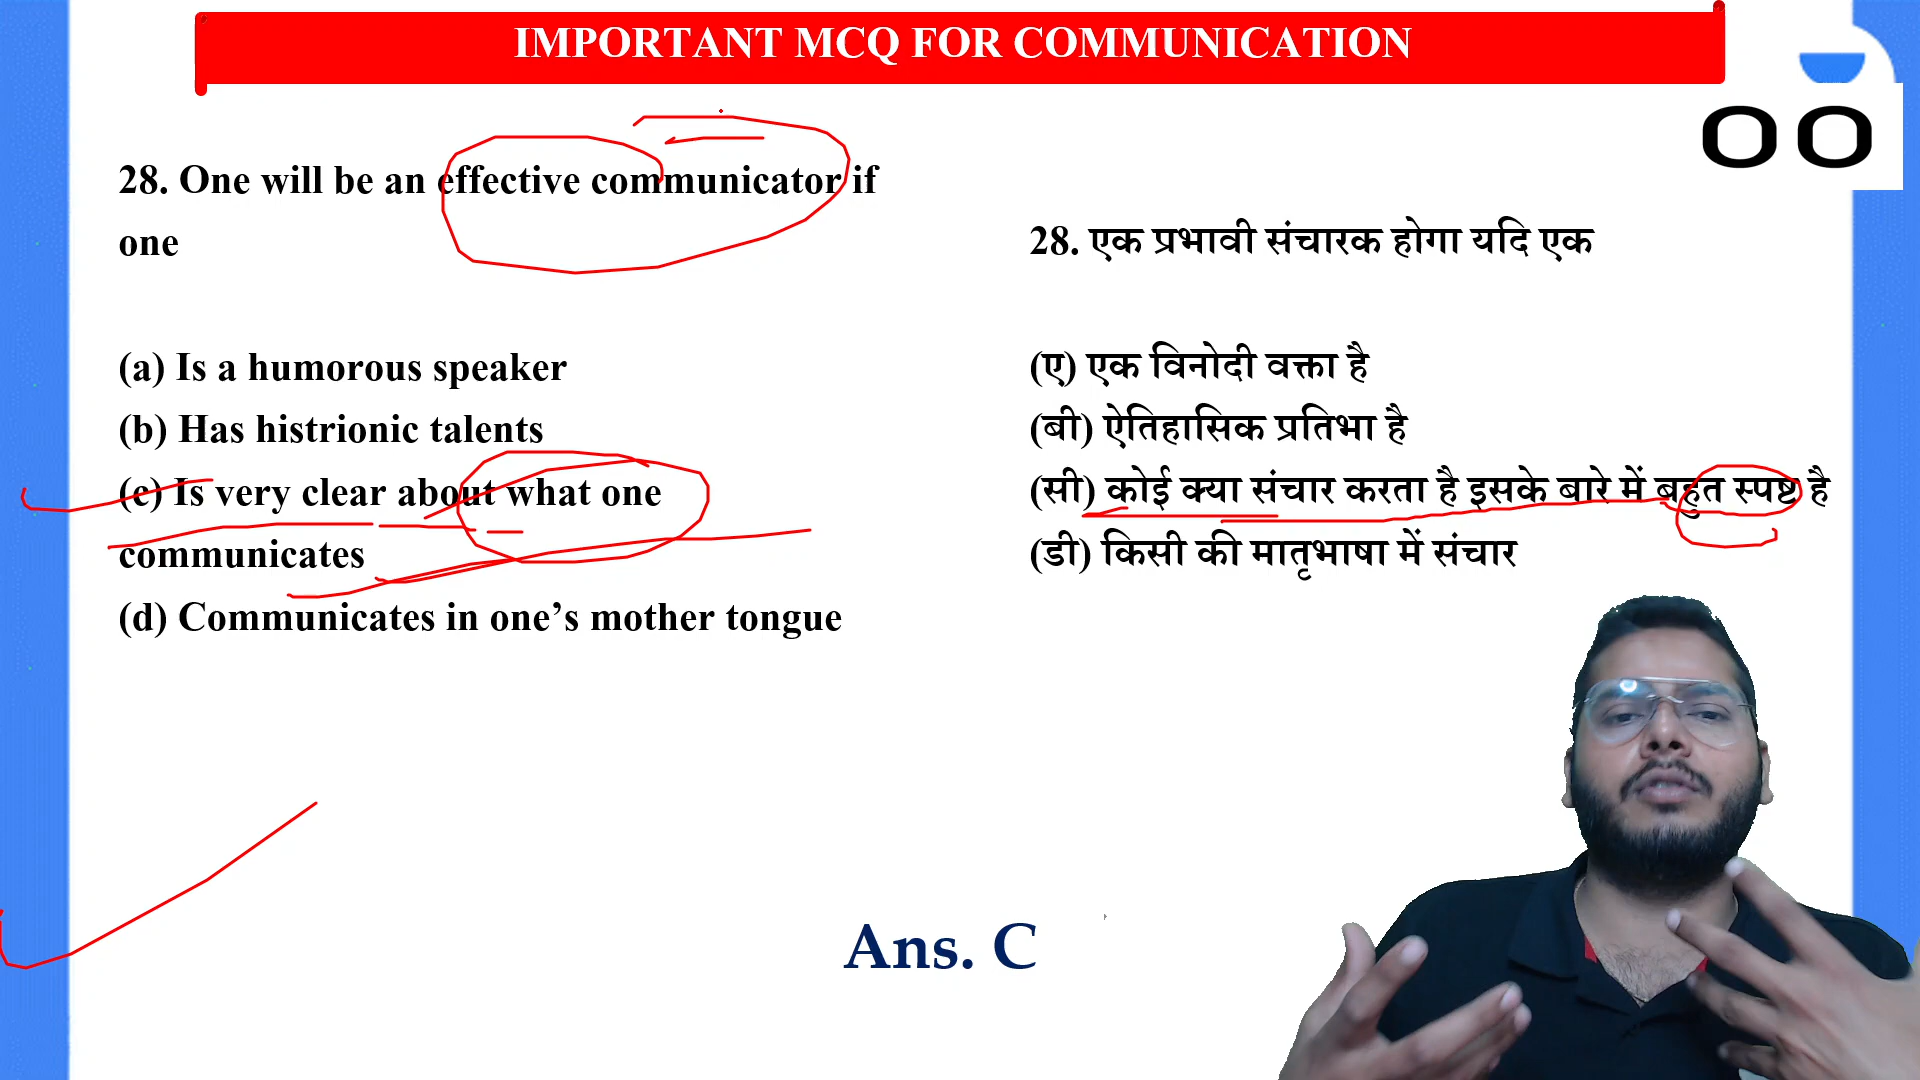 IMPORTANT MCQ FOR COMMUNICATION
28. One will be an effective communicator if
one
(a) Is a humorous speaker
(b) Has histrionic talents
(c) Is very clear about what one
communicates
(d) Communicates in one’s mother tongue
28. एक प्रभावी संचारक होगा यदि एक
(ए) एक विनोदी वक्ता है
(बी) ऐतिहासिक प्रतिभा है
(सी) कोई क्या संचार करता है इसके बारे में बहुत स्पष्ट है
(डी) किसी की मातृभाषा में संचार
Ans. C